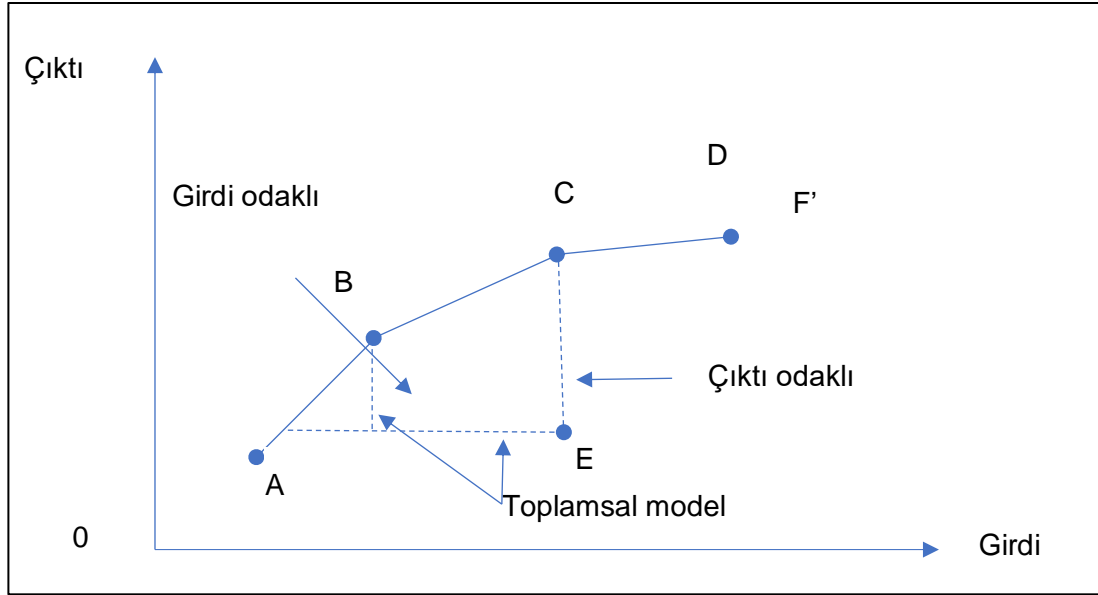 Çıktı
D
C
Girdi odaklı
F’
B
Çıktı odaklı
E
A
Toplamsal model
0
Girdi